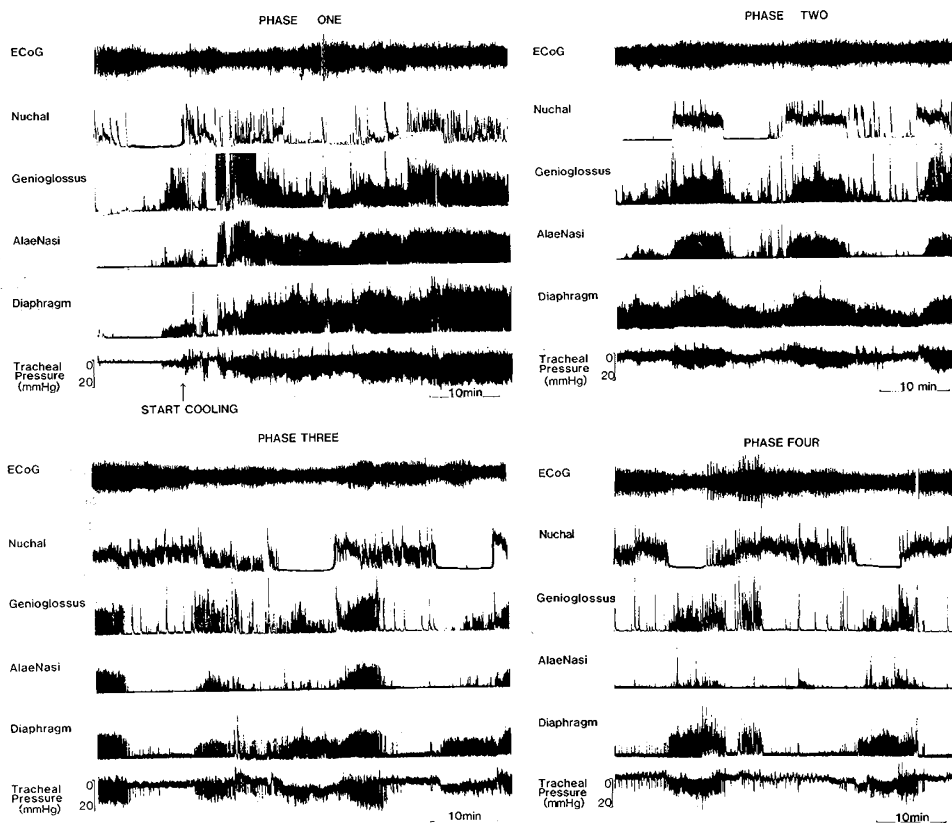 PHASE ONE
ECoG
Nuchal
Genioglossus
AlaeNasi
Diaphragm
Tracheal
Pressure
(mmHg)
0
20
START COOLING
10min
PHASE TWO
ECoG
Nuchal
Genioglossus
AlaeNasi
Diaphragm
Tracheal
Pressure
(mmHg)
0
20
10 min
PHASE THREE
ECoG
Nuchal
Genioglossus
AlaeNasi
Diaphragm
Tracheal
Pressure
(mmHg)
0
20
10min
PHASE FOUR
ECoG
Nuchal
Genioglossus
AlaeNasi
Diaphragm
Tracheal
Pressure
(mmHg)
0
20
10min